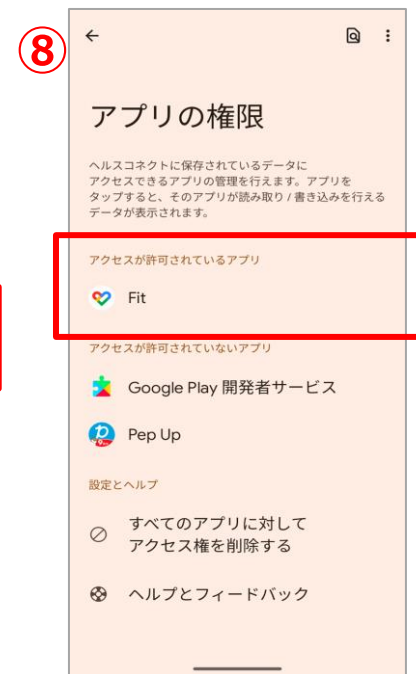 ⑧
アプリの権限
ヘルスコネクトに保存されているデータに
アクセスできるアプリの管理を行えます。アプリを
タップすると、そのアプリが読み取り / 書き込みを行える
データが表示されます。
アクセスが許可されているアプリ
Fit
アクセスが許可されていないアプリ
Google Play 開発者サービス
Pep Up
設定とヘルプ
すべてのアプリに対して
アクセス権を削除する
ヘルプとフィードバック